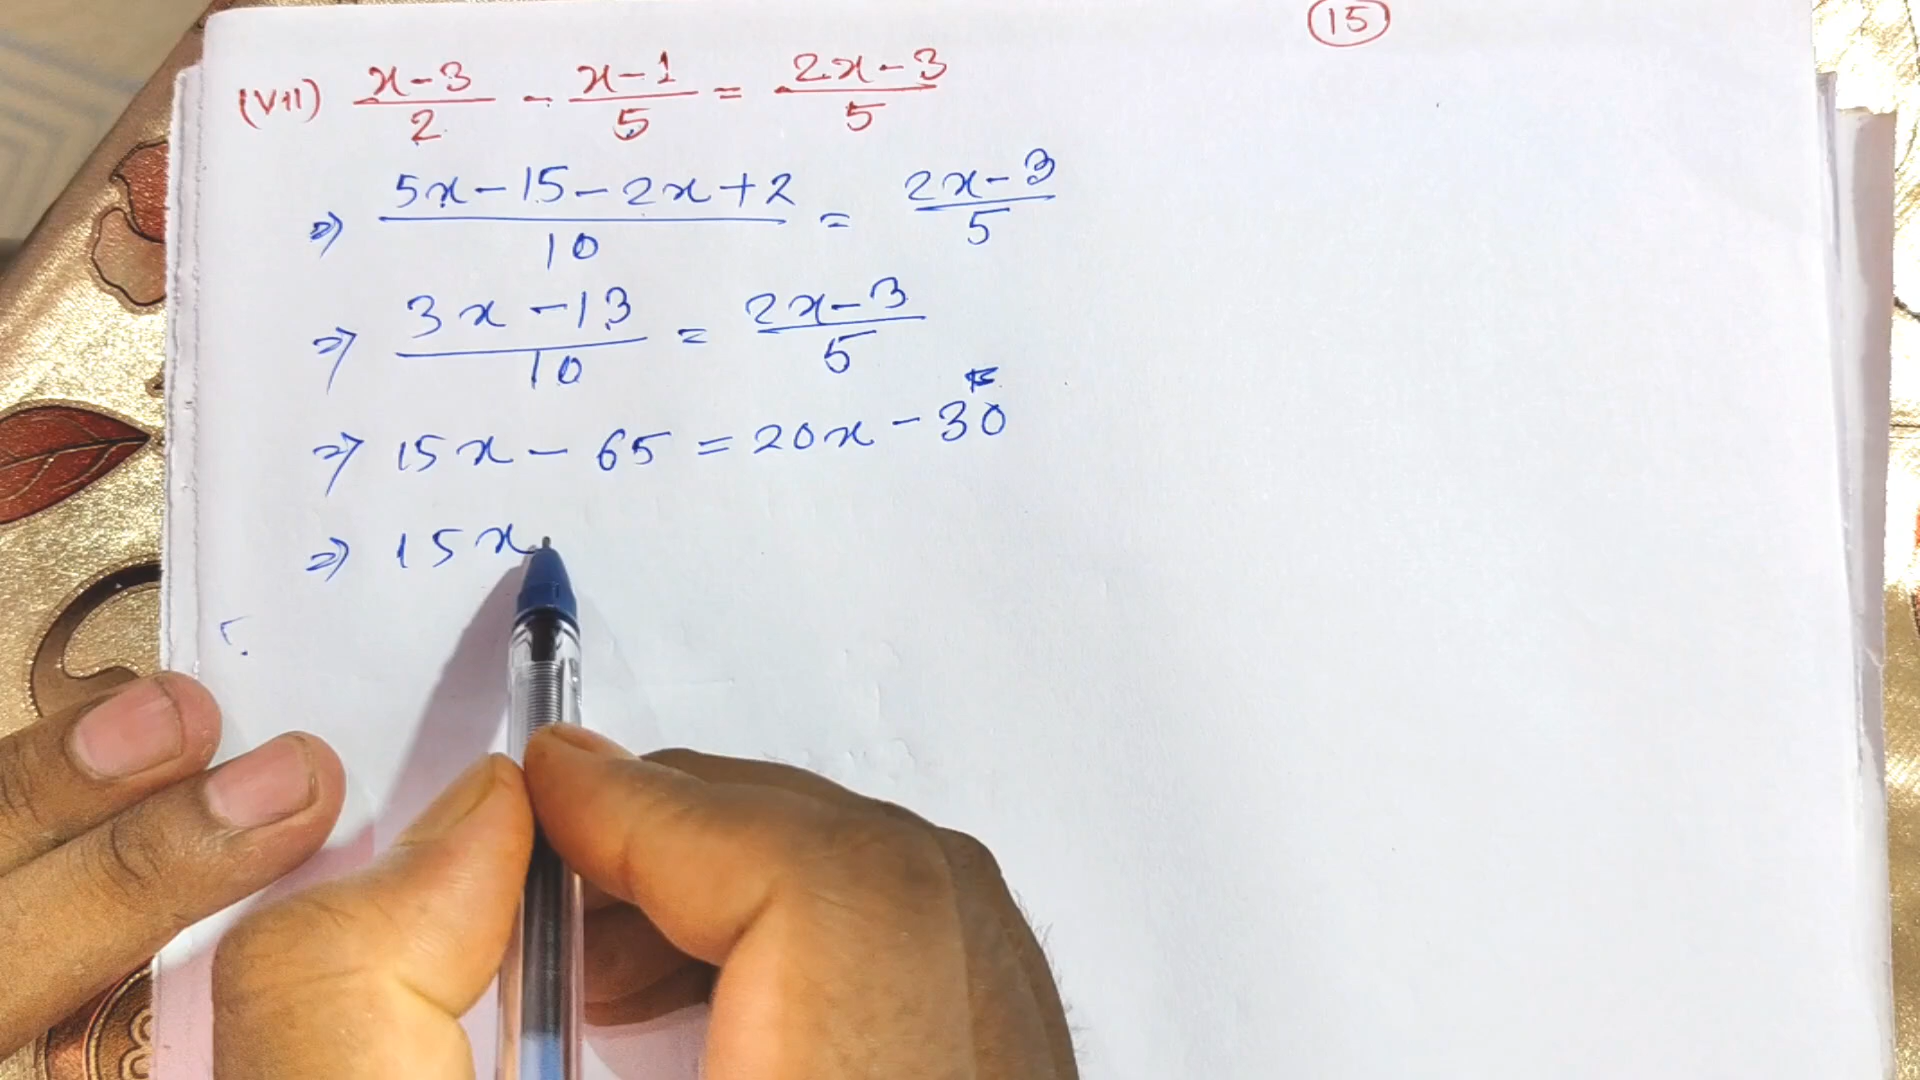 15
(vii) x-3/2 - x-1/5 = 2x-3/5
⇒ 5x-15-2x+2/10 = 2x-3/5
⇒ 3x-13/10 = 2x-3/5
⇒ 15x - 65 = 20x - 30
⇒ 15x